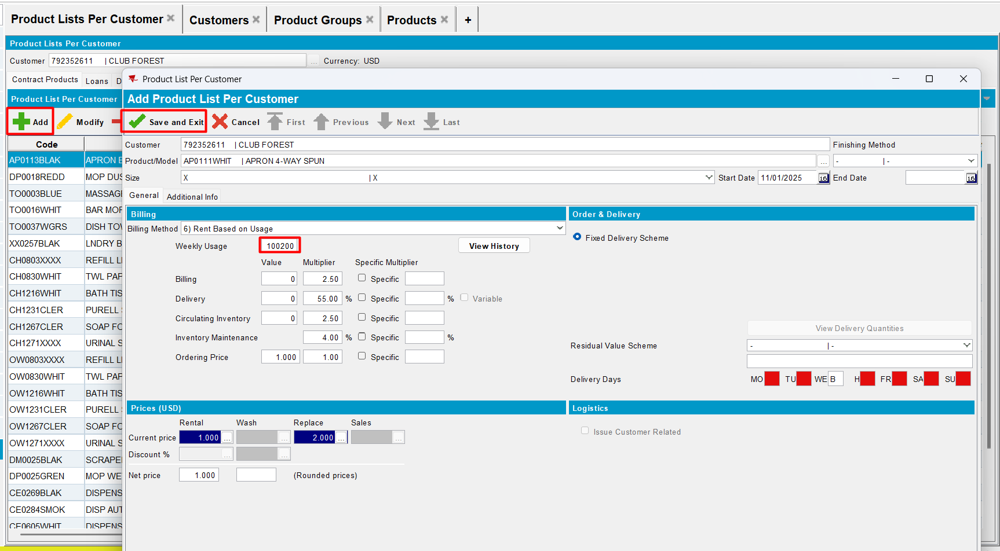 Product Lists Per Customer
Customers
Product Groups
Products
+
Product Lists Per Customer
Customer 792352611 | CLUB FOREST ... Currency: USD
Contract Products Loans D
Product List Per Customer
Product List Per Customer
Add Product List Per Customer
Add Modify
Save and Exit Cancel First Previous Next Last
Code
AP0113BLAK APRON E
DP0018REDD MOP DUS
TO0003BLUE MASSAG
TO0016WHIT BAR MOP
TO0037WGRS DISH TOW
XX0257BLAK LNDRY B
CH0803XXXX REFILL LI
CH0830WHIT TWL PAP
CH1216WHIT BATH TIS
CH1231CLER PURELL
CH1267CLER SOAP FO
CH1271XXXX URINAL S
OW0803XXXX REFILL LI
OW0830WHIT TWL PAP
OW1216WHIT BATH TIS
OW1231CLER PURELL
OW1267CLER SOAP FO
OW1271XXXX URINAL S
DM0025BLAK SCRAPE
DP0025GREN MOP WE
CE0269BLAK DISPENS
CE0284SMOK DISP AUT
CE0605WHIT DISPENS
Customer 792352611 | CLUB FOREST Finishing Method
Product/Model AP0111WHIT | APRON 4-WAY SPUN ... - | -
Size X | X Start Date 11/01/2025 16 End Date 16
General Additional Info
Billing
Billing Method 6) Rent Based on Usage
Weekly Usage 100200 View History
Value Multiplier Specific Multiplier
Billing 0 2.50 Specific
Delivery 0 55.00 % Specific % Variable
Circulating Inventory 0 2.50 Specific
Inventory Maintenance 4.00 % Specific %
Ordering Price 1.000 1.00 Specific
Order & Delivery
Fixed Delivery Scheme
View Delivery Quantities
Residual Value Scheme - | -
Delivery Days MO TU WE B H FR SA SU
Prices (USD)
Rental Wash Replace Sales
Current price 1.000 ... ... 2.000 ... ...
Discount % ... ...
Net price 1.000 (Rounded prices)
Logistics
Issue Customer Related